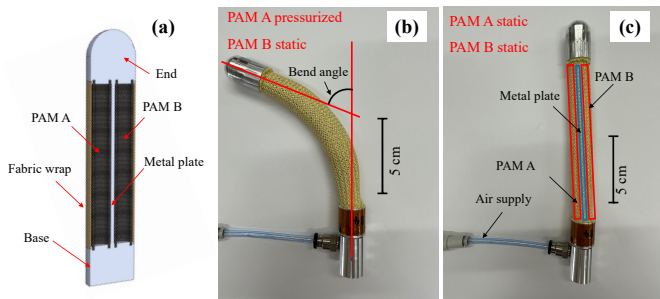 (a)
End
PAM A
PAM B
Fabric wrap
Metal plate
Base
PAM A pressurized
PAM B static
(b)
Bend angle
5 cm
PAM A static
PAM B static
(c)
PAM B
Metal plate
PAM A
Air supply
5 cm